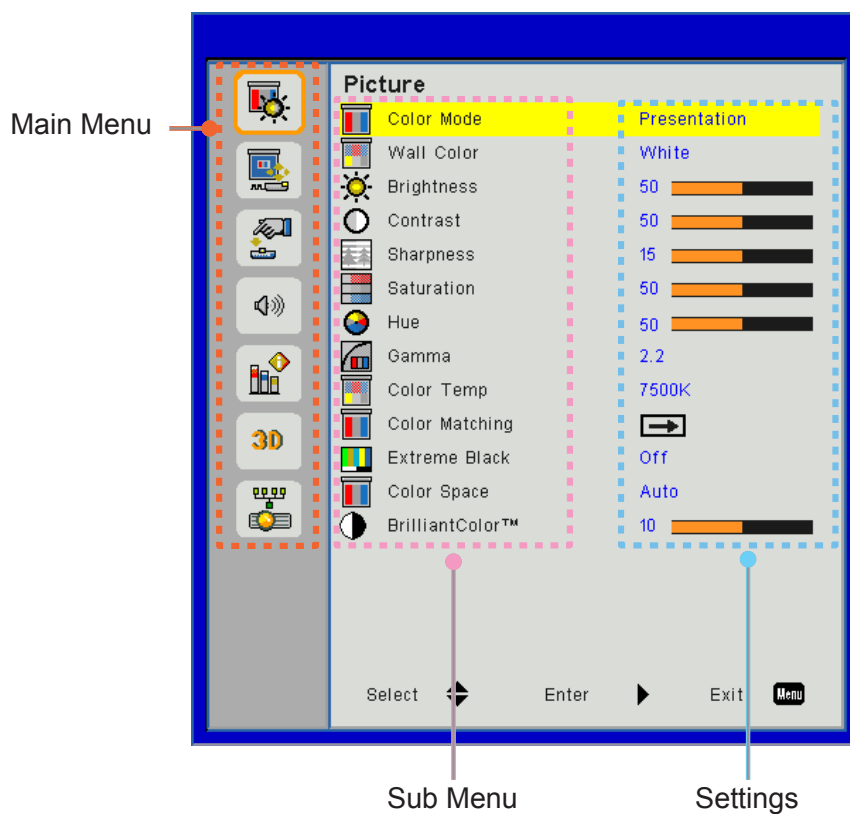 Main Menu
Picture
Color Mode Presentation
Wall Color White
Brightness 50
Contrast 50
Sharpness 15
Saturation 50
Hue 50
Gamma 2.2
Color Temp 7500K
Color Matching
Extreme Black Off
Color Space Auto
BrilliantColor™ 10
3D
Select Enter Exit Menu
Sub Menu Settings